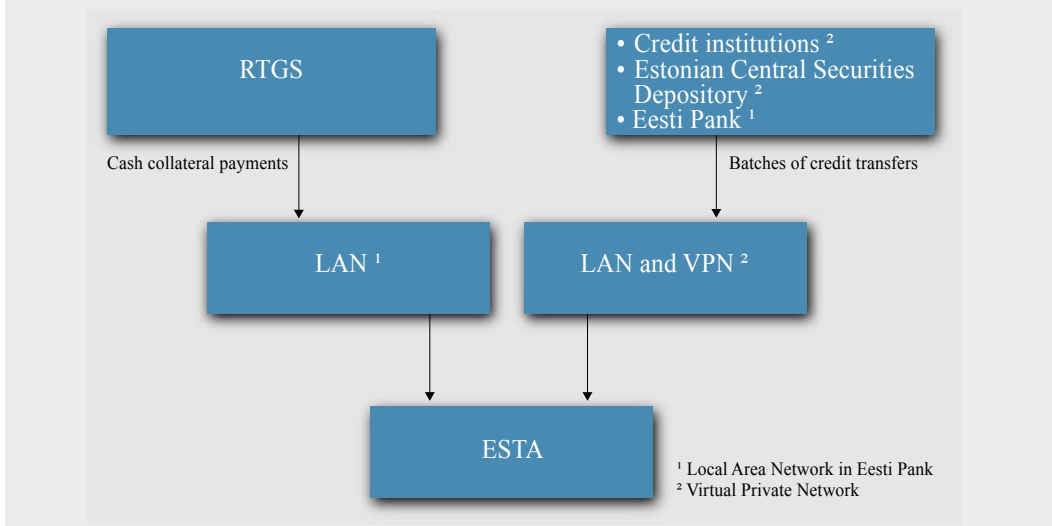 RTGS
• Credit institutions ²
• Estonian Central Securities
Depository ²
• Eesti Pank ¹
Cash collateral payments
Batches of credit transfers
LAN ¹
LAN and VPN ²
ESTA
¹ Local Area Network in Eesti Pank
² Virtual Private Network